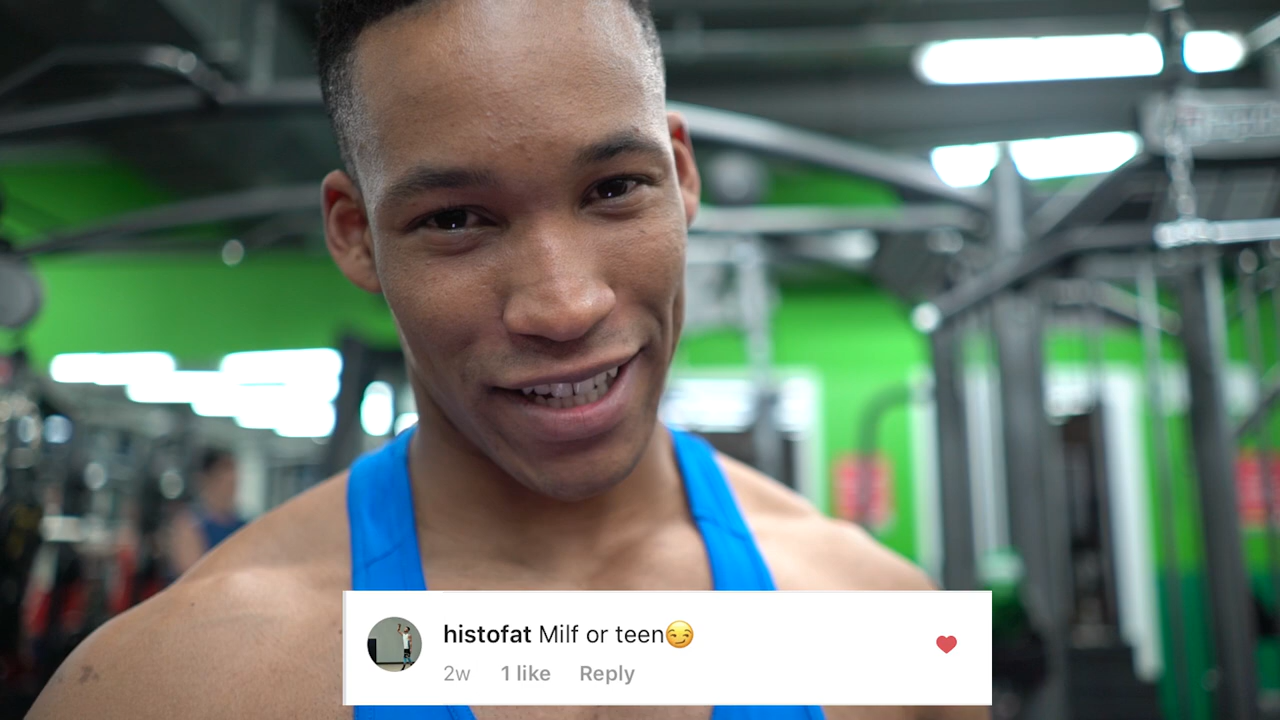 histofat Milf or teen😏
2w 1 like Reply